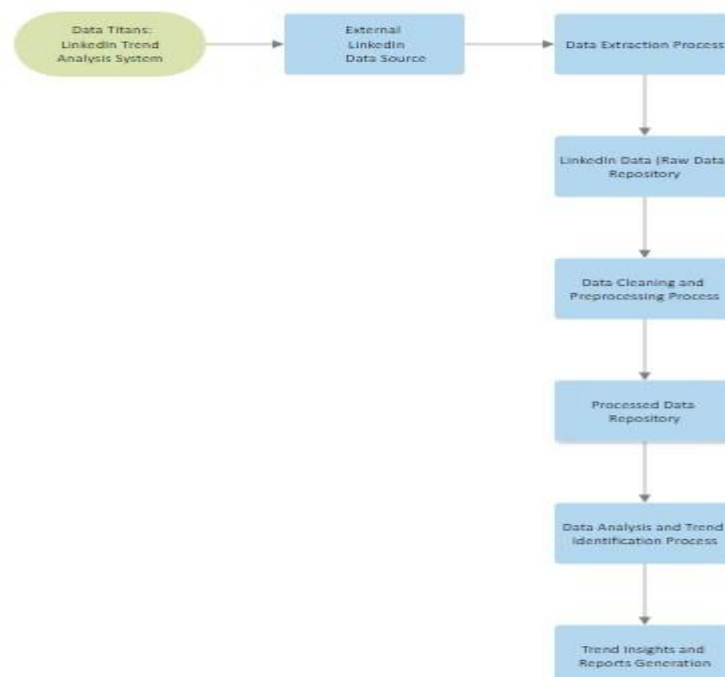 Data Titans:
LinkedIn Trend
Analysis System
External
LinkedIn
Data Source
Data Extraction Process
LinkedIn Data (Raw Data
Repository
Data Cleaning and
Preprocessing Process
Processed Data
Repository
Data Analysis and Trend
Identification Process
Trend Insights and
Reports Generation